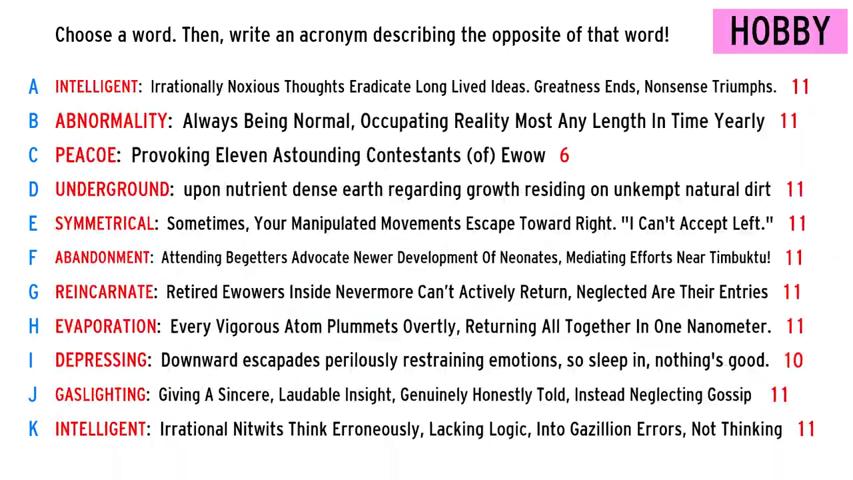 Choose a word. Then, write an acronym describing the opposite of that word!
HOBBY
A INTELLIGENT: Irrationally Noxious Thoughts Eradicate Long Lived Ideas. Greatness Ends, Nonsense Triumphs. 11
B ABNORMALITY: Always Being Normal, Occupating Reality Most Any Length In Time Yearly 11
C PEACOE: Provoking Eleven Astounding Contestants (of) Ewow 6
D UNDERGROUND: upon nutrient dense earth regarding growth residing on unkempt natural dirt 11
E SYMMETRICAL: Sometimes, Your Manipulated Movements Escape Toward Right. "I Can't Accept Left." 11
F ABANDONMENT: Attending Begetters Advocate Newer Development Of Neonates, Mediating Efforts Near Timbuktu! 11
G REINCARNATE: Retired Ewowers Inside Nevermore Can't Actively Return, Neglected Are Their Entries 11
H EVAPORATION: Every Vigorous Atom Plummets Overtly, Returning All Together In One Nanometer. 11
I DEPRESSING: Downward escapades perilously restraining emotions, so sleep in, nothing's good. 10
J GASLIGHTING: Giving A Sincere, Laudable Insight, Genuinely Honestly Told, Instead Neglecting Gossip 11
K INTELLIGENT: Irrational Nitwits Think Erroneously, Lacking Logic, Into Gazillion Errors, Not Thinking 11